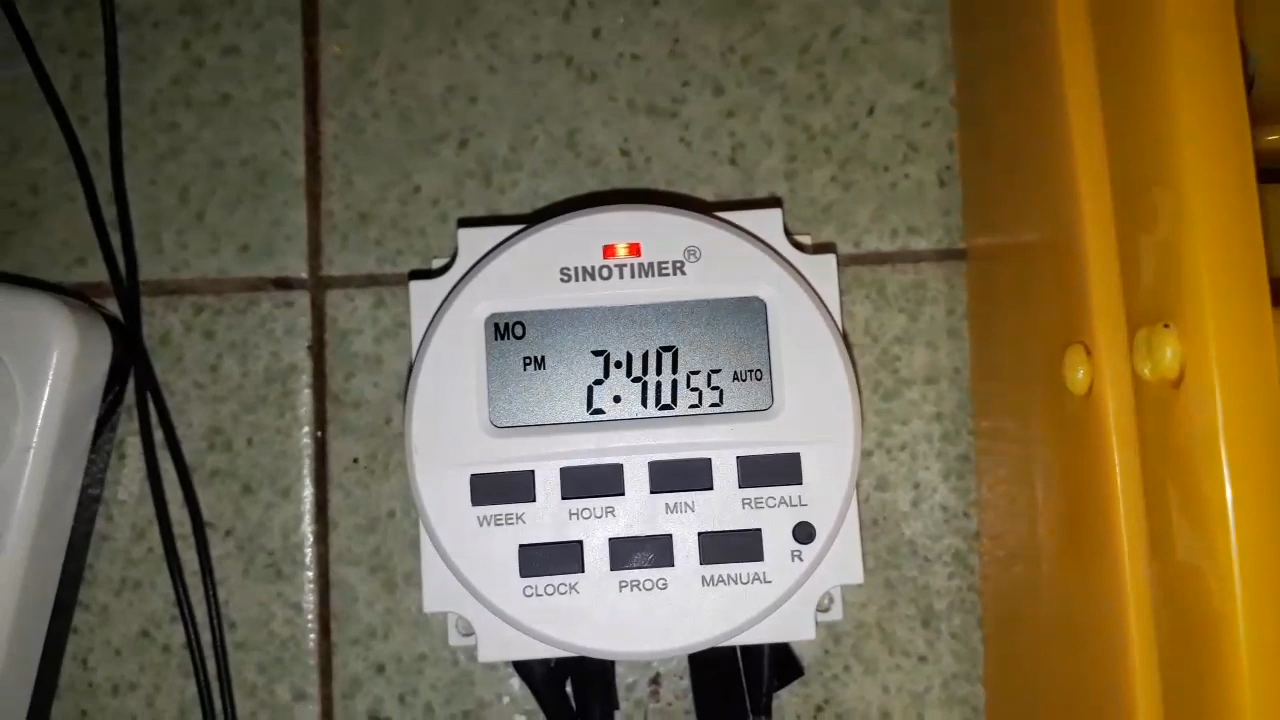 SINOTIMER®
MO
PM 2:40 55 AUTO
WEEK HOUR MIN RECALL
CLOCK PROG MANUAL R